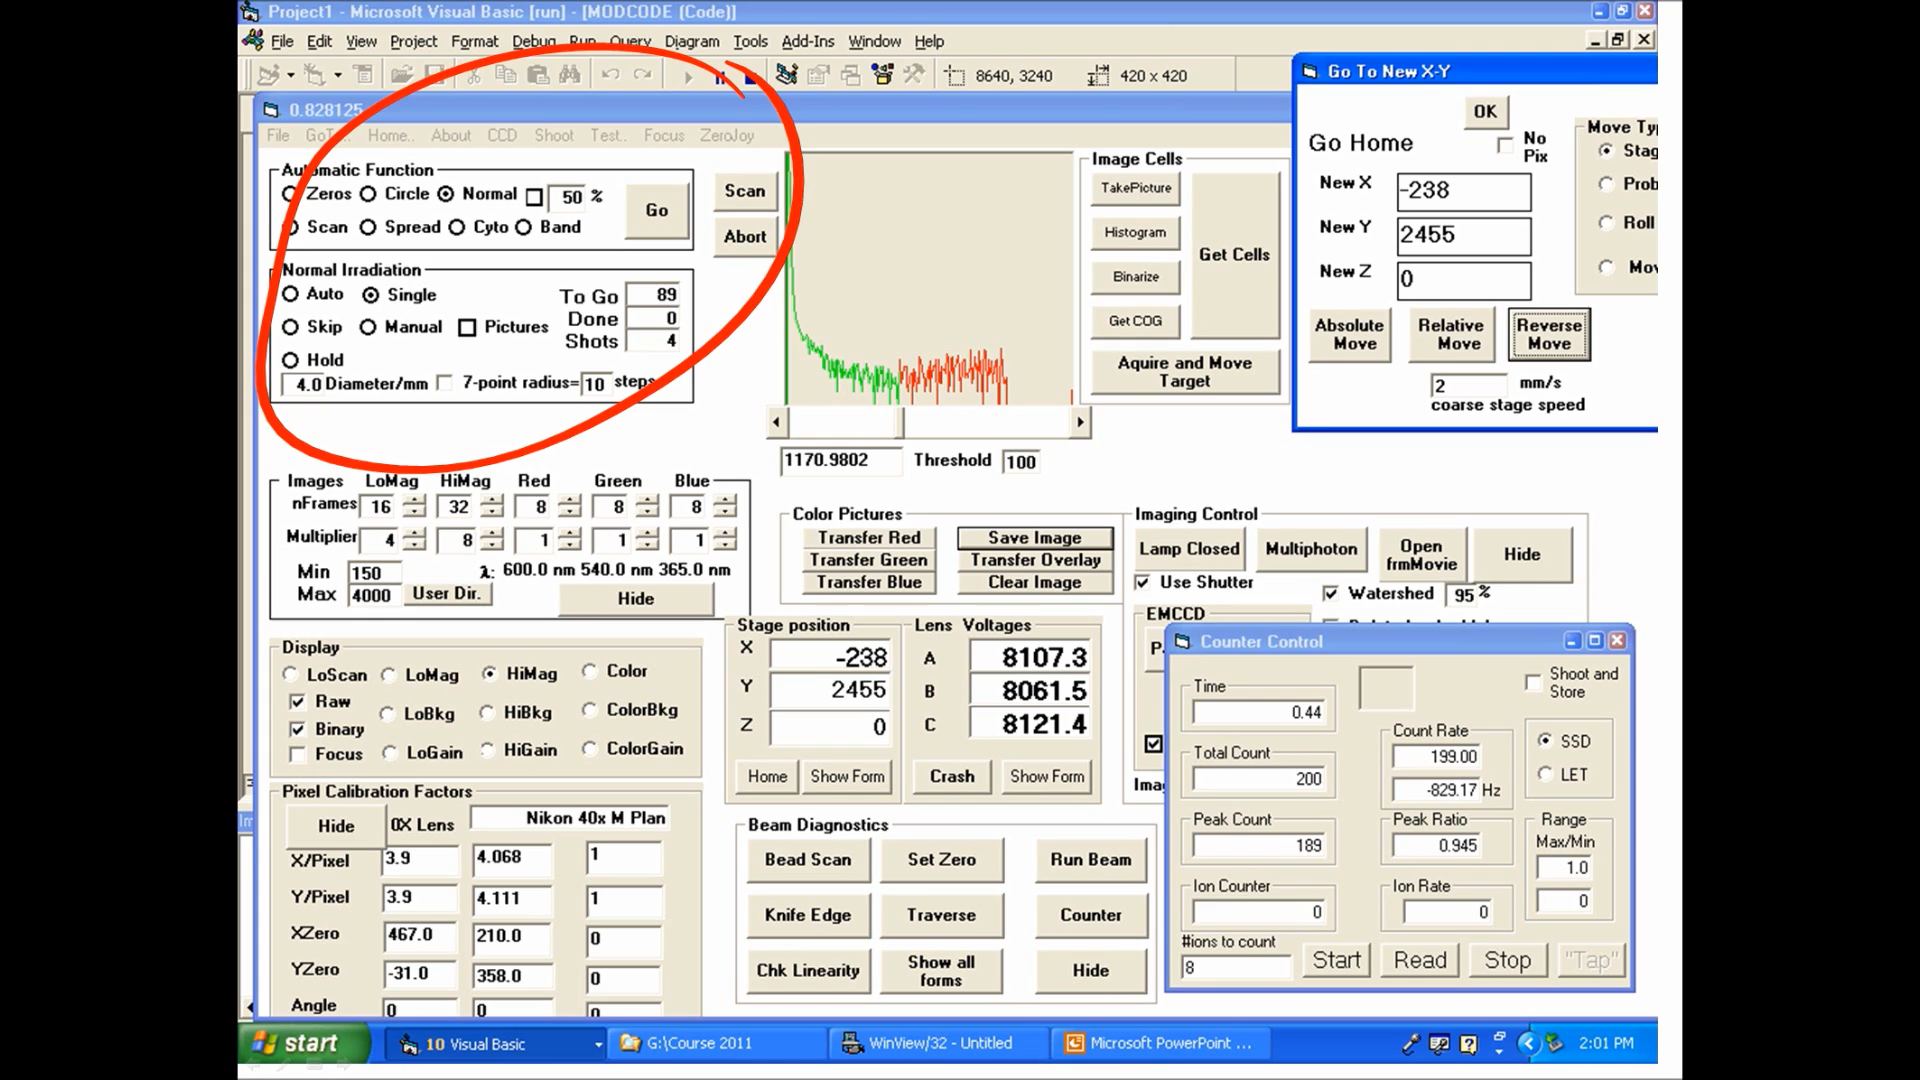 Project1 - Microsoft Visual Basic [run] - [MODCODE (Code)]
File Edit View Project Format Debug Run Query Diagram Tools Add-Ins Window Help
8640, 3240 420 x 420
0.828125
File Home.. About CCD Shoot Test.. Focus ZeroJoy
Automatic Function
Zeros Circle Normal 50 %
Scan Spread Cyto Band
Go
Scan
Abort
Normal Irradiation
Auto Single
Skip Manual Pictures
Hold
To Go 89
Done 0
Shots 4
4.0 Diameter/mm 7-point radius= 10 steps
1170.9802 Threshold 100
Image Cells
TakePicture
Histogram
Binarize
Get COG
Get Cells
Aquire and Move Target
Go To New X-Y
OK
Go Home
No Pix
New X -238
New Y 2455
New Z 0
Move Typ
Stag
Prob
Roll
Mov
Absolute Move
Relative Move
Reverse Move
2 mm/s
coarse stage speed
Images LoMag HiMag Red Green Blue
nFrames 16 32 8 8 8
Multiplier 4 8 1 1 1
Min 150 λ: 600.0 nm 540.0 nm 365.0 nm
Max 4000 User Dir. Hide
Color Pictures
Transfer Red Save Image
Transfer Green Transfer Overlay
Transfer Blue Clear Image
Imaging Control
Lamp Closed Multiphoton Open frmMovie Hide
Use Shutter
Watershed 95 %
EMCCD
P.
Imag
Display
LoScan LoMag HiMag Color
Raw LoBkg HiBkg ColorBkg
Binary
Focus LoGain HiGain ColorGain
Stage position
X -238
Y 2455
Z 0
Home Show Form
Lens Voltages
A 8107.3
B 8061.5
C 8121.4
Crash Show Form
Pixel Calibration Factors
Hide 0X Lens Nikon 40x M Plan
X/Pixel 3.9 4.068 1
Y/Pixel 3.9 4.111 1
XZero 467.0 210.0 0
YZero -31.0 358.0 0
Angle 0 0 0
Beam Diagnostics
Bead Scan Set Zero Run Beam
Knife Edge Traverse Counter
Chk Linearity Show all forms Hide
Counter Control
Time
0.44
Shoot and Store
Total Count
200
Count Rate
199.00
-829.17 Hz
SSD
LET
Peak Count
189
Peak Ratio
0.945
Range
Max/Min
1.0
0
Ion Counter
0
Ion Rate
0
#ions to count
8
Start Read Stop "Tap"
start 10 Visual Basic G:\Course 2011 WinView/32 - Untitled Microsoft PowerPoint ... 2:01 PM